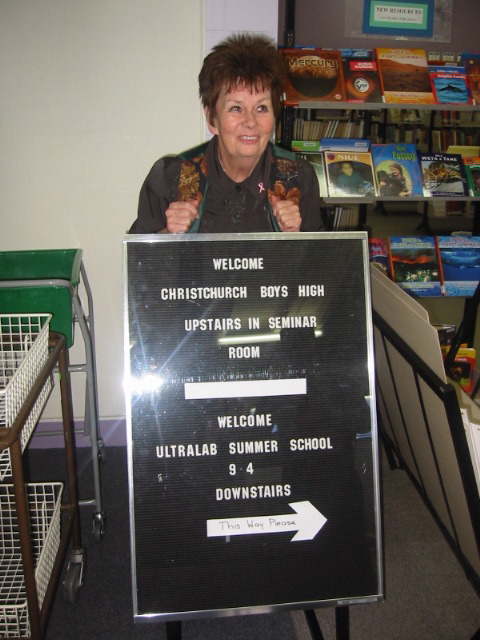 NEW RESOURCES
Mercury
NIUE
WELCOME
CHRISTCHURCH BOYS HIGH
UPSTAIRS IN SEMINAR
ROOM
WELCOME
ULTRALAB SUMMER SCHOOL
9-4
DOWNSTAIRS
This Way Please